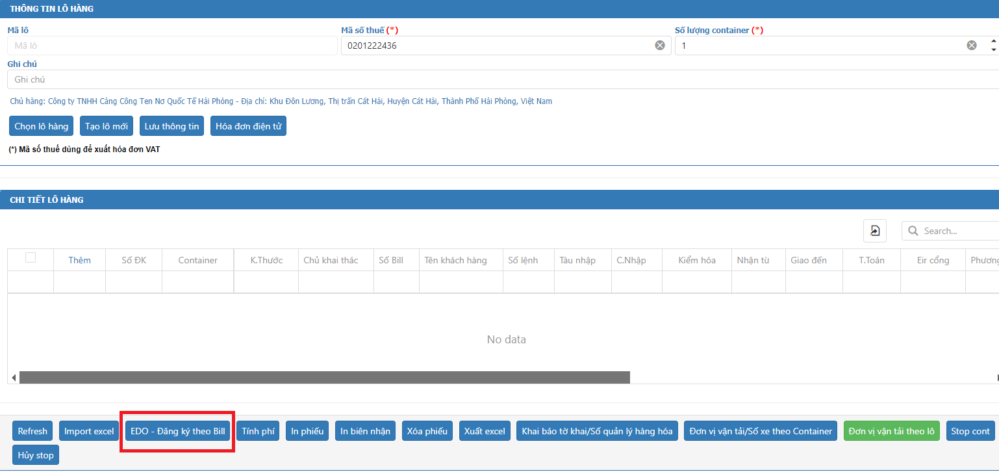 THÔNG TIN LÔ HÀNG
Mã lô Mã số thuế (*) Số lượng container (*)
Mã lô 0201222436 1
Ghi chú
Ghi chú
Chủ hàng: Công ty TNHH Cảng Công Ten Nơ Quốc Tế Hải Phòng - Địa chỉ: Khu Đôn Lương, Thị trấn Cát Hải, Huyện Cát Hải, Thành Phố Hải Phòng, Việt Nam
Chọn lô hàng Tạo lô mới Lưu thông tin Hóa đơn điện tử
(*) Mã số thuế dùng để xuất hóa đơn VAT
CHI TIẾT LÔ HÀNG
Search...
Thêm Số ĐK Container K.Thước Chủ khai thác Số Bill Tên khách hàng Số lệnh Tàu nhập C.Nhập Kiểm hóa Nhận từ Giao đến T.Toán Eir cổng Phương
No data
Refresh Import excel EDO - Đăng ký theo Bill Tính phí In phiếu In biên nhận Xóa phiếu Xuất excel Khai báo tờ khai/Số quản lý hàng hóa Đơn vị vận tải/Số xe theo Container Đơn vị vận tải theo lô Stop cont
Hủy stop